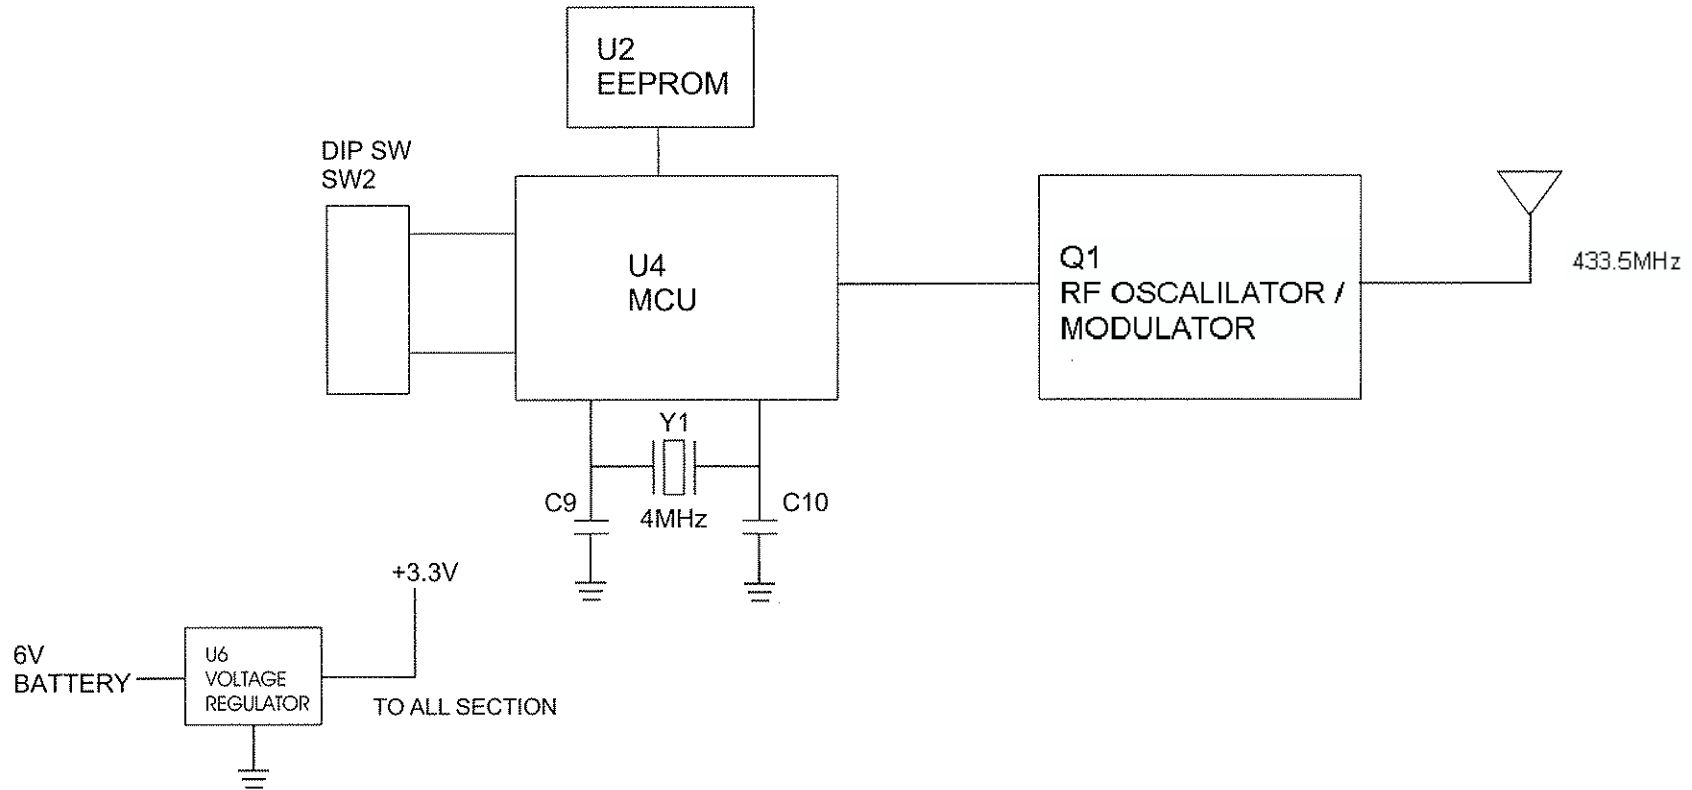 U2
EEPROM
DIP SW
SW2
U4
MCU
Q1
RF OSCALILATOR /
MODULATOR
433.5MHz
Y1
C9
4MHz
C10
+3.3V
6V
BATTERY
U6
VOLTAGE
REGULATOR
TO ALL SECTION